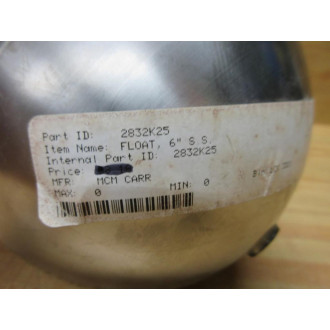 Part ID: 2832K25
Item Name: FLOAT, 6" S.S.
Internal Part ID: 2832K25
Price
MFR: MCM CARR
MAX: 0 MIN: 0